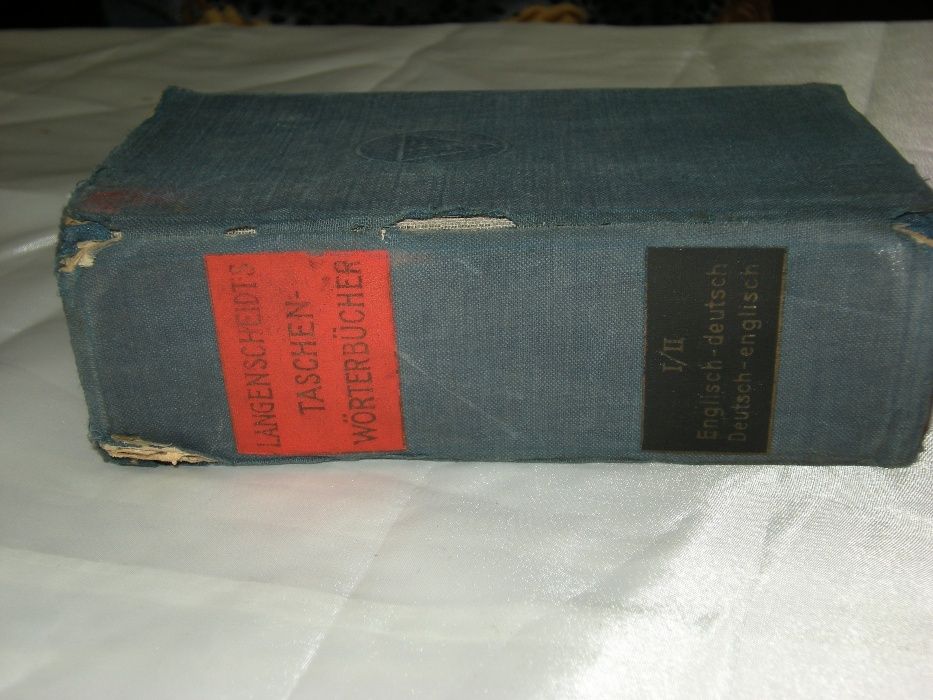 LANGENSCHEIDTS
TASCHEN-
WÖRTERBÜCHER
I/II
Englisch-deutsch
Deutsch-englisch